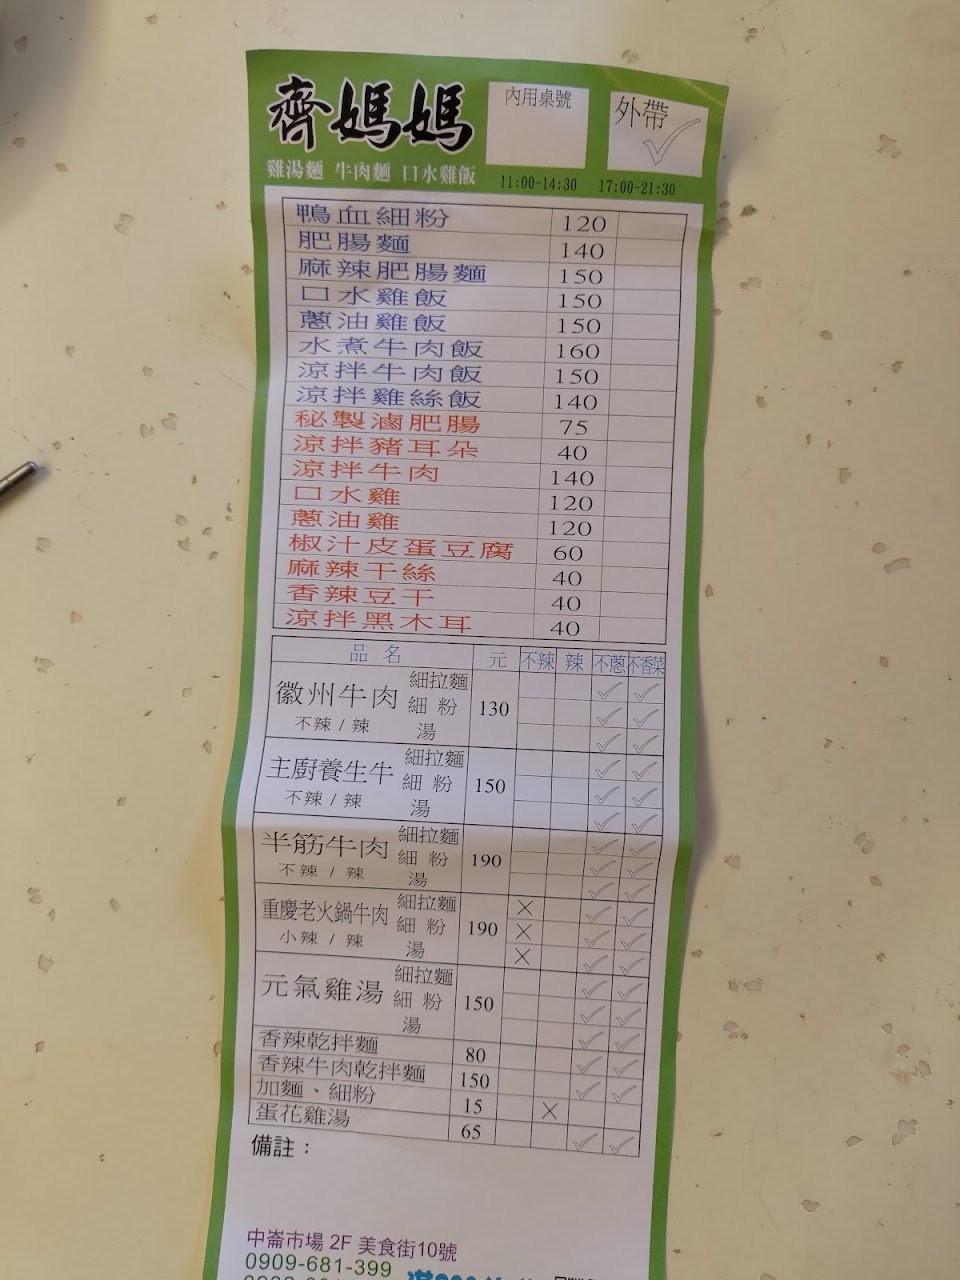 齊媽媽
內用桌號
外帶
雞湯麵 牛肉麵 口水雞飯
11:00-14:30 17:00-21:30
鴨血細粉 120
肥腸麵 140
麻辣肥腸麵 150
口水雞飯 150
蔥油雞飯 150
水煮牛肉飯 160
涼拌牛肉飯 150
涼拌雞絲飯 140
秘製滷肥腸 75
涼拌豬耳朵 40
涼拌牛肉 140
口水雞 120
蔥油雞 120
椒汁皮蛋豆腐 60
麻辣干絲 40
香辣豆干 40
涼拌黑木耳 40
品名 元 不辣 辣 不蔥 不香菜
徽州牛肉 細拉麵
細粉 130
不辣/辣 湯
主廚養生牛 細拉麵
細粉 150
不辣/辣 湯
半筋牛肉 細拉麵
細粉 190
不辣/辣 湯
重慶老火鍋牛肉 細拉麵
細粉 190
小辣/辣 湯
元氣雞湯 細拉麵
細粉 150
湯
香辣乾拌麵 80
香辣牛肉乾拌麵 150
加麵、細粉 15
蛋花雞湯 65
備註：
中崙市場 2F 美食街10號
0909-681-399